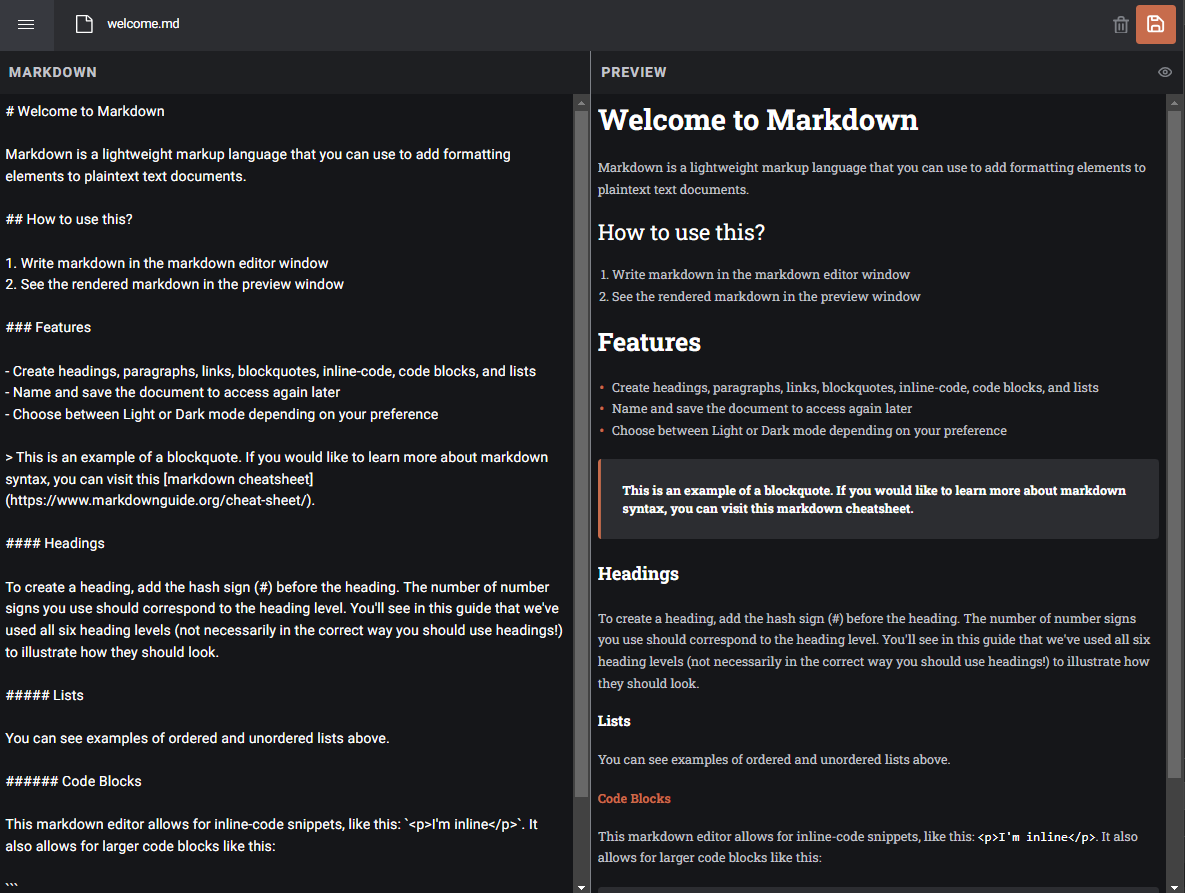 welcome.md
MARKDOWN
# Welcome to Markdown
Markdown is a lightweight markup language that you can use to add formatting
elements to plaintext text documents.
## How to use this?
1. Write markdown in the markdown editor window
2. See the rendered markdown in the preview window
### Features
- Create headings, paragraphs, links, blockquotes, inline-code, code blocks, and lists
- Name and save the document to access again later
- Choose between Light or Dark mode depending on your preference
> This is an example of a blockquote. If you would like to learn more about markdown
syntax, you can visit this [markdown cheatsheet]
(https://www.markdownguide.org/cheat-sheet/).
#### Headings
To create a heading, add the hash sign (#) before the heading. The number of number
signs you use should correspond to the heading level. You'll see in this guide that we've
used all six heading levels (not necessarily in the correct way you should use headings!)
to illustrate how they should look.
##### Lists
You can see examples of ordered and unordered lists above.
###### Code Blocks
This markdown editor allows for inline-code snippets, like this: `<p>I'm inline</p>`. It
also allows for larger code blocks like this:
```
PREVIEW
Welcome to Markdown
Markdown is a lightweight markup language that you can use to add formatting elements to
plaintext text documents.
How to use this?
1. Write markdown in the markdown editor window
2. See the rendered markdown in the preview window
Features
• Create headings, paragraphs, links, blockquotes, inline-code, code blocks, and lists
• Name and save the document to access again later
• Choose between Light or Dark mode depending on your preference
This is an example of a blockquote. If you would like to learn more about markdown
syntax, you can visit this markdown cheatsheet.
Headings
To create a heading, add the hash sign (#) before the heading. The number of number signs
you use should correspond to the heading level. You'll see in this guide that we've used all six
heading levels (not necessarily in the correct way you should use headings!) to illustrate how
they should look.
Lists
You can see examples of ordered and unordered lists above.
Code Blocks
This markdown editor allows for inline-code snippets, like this: <p>I'm inline</p>. It also
allows for larger code blocks like this: